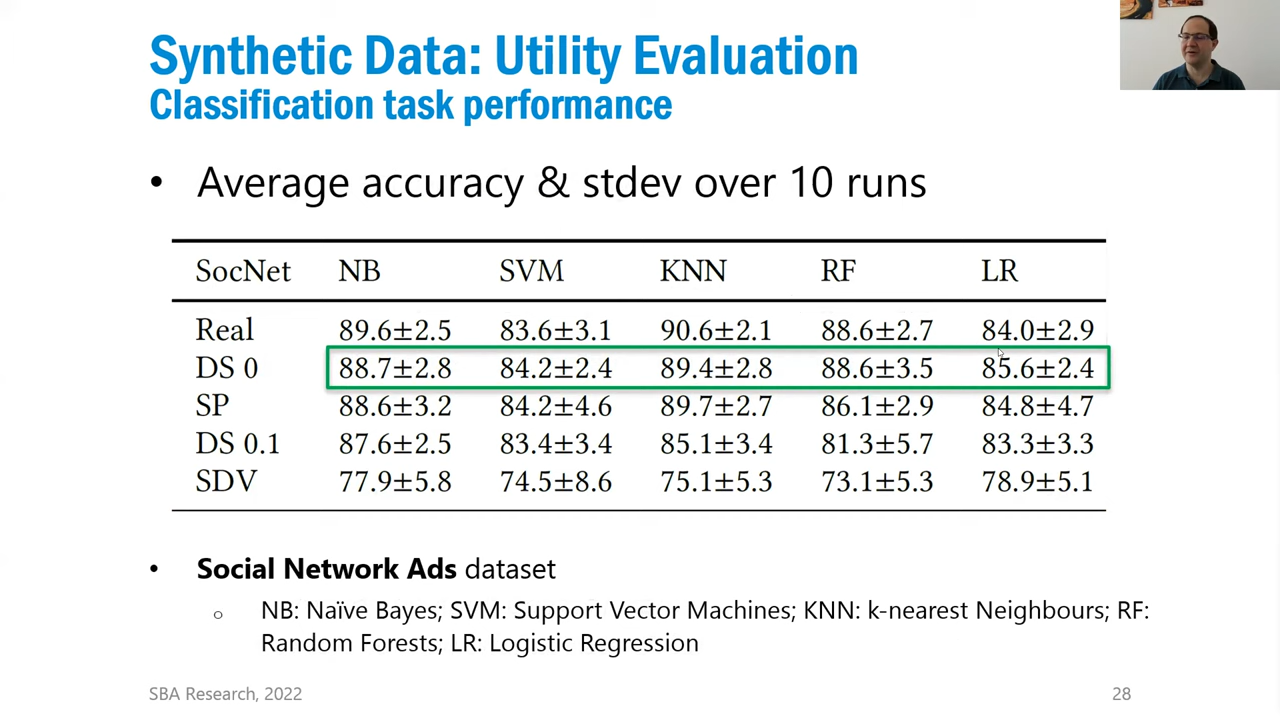 Synthetic Data: Utility Evaluation
Classification task performance
• Average accuracy & stdev over 10 runs
SocNet NB SVM KNN RF LR
Real 89.6±2.5 83.6±3.1 90.6±2.1 88.6±2.7 84.0±2.9
DS 0 88.7±2.8 84.2±2.4 89.4±2.8 88.6±3.5 85.6±2.4
SP 88.6±3.2 84.2±4.6 89.7±2.7 86.1±2.9 84.8±4.7
DS 0.1 87.6±2.5 83.4±3.4 85.1±3.4 81.3±5.7 83.3±3.3
SDV 77.9±5.8 74.5±8.6 75.1±5.3 73.1±5.3 78.9±5.1
• Social Network Ads dataset
○ NB: Naïve Bayes; SVM: Support Vector Machines; KNN: k-nearest Neighbours; RF:
Random Forests; LR: Logistic Regression
SBA Research, 2022 28